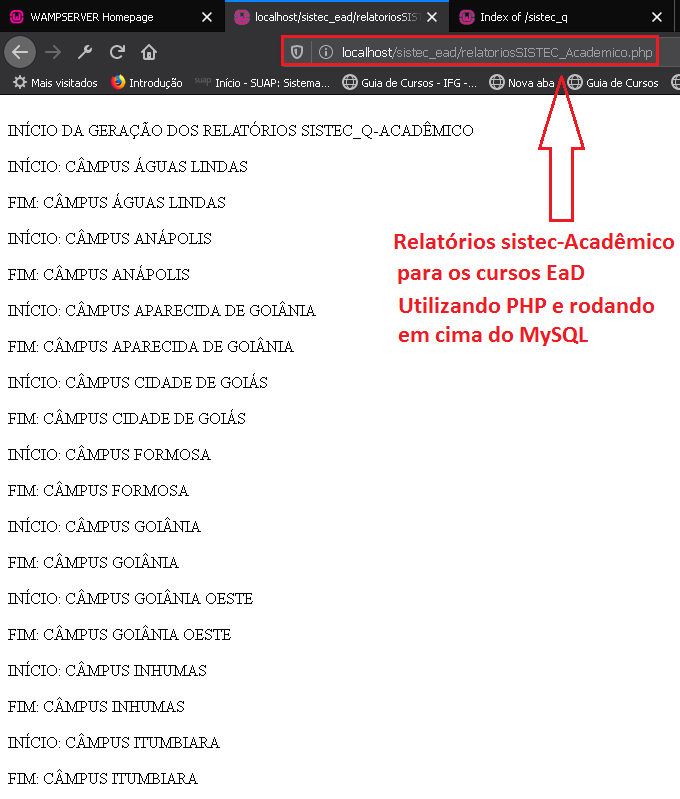 WAMPSERVER Homepage
localhost/sistec_ead/relatoriosSIS
Index of /sistec_q
localhost/sistec_ead/relatoriosSISTEC_Academico.php
Mais visitados
Introdução
suap
Início - SUAP: Sistema...
Guia de Cursos - IFG -...
Nova aba
Guia de Cursos
INÍCIO DA GERAÇÃO DOS RELATÓRIOS SISTEC_Q-ACADÊMICO
INÍCIO: CÂMPUS ÁGUAS LINDAS
FIM: CÂMPUS ÁGUAS LINDAS
INÍCIO: CÂMPUS ANÁPOLIS
FIM: CÂMPUS ANÁPOLIS
INÍCIO: CÂMPUS APARECIDA DE GOIÂNIA
FIM: CÂMPUS APARECIDA DE GOIÂNIA
INÍCIO: CÂMPUS CIDADE DE GOIÁS
FIM: CÂMPUS CIDADE DE GOIÁS
INÍCIO: CÂMPUS FORMOSA
FIM: CÂMPUS FORMOSA
INÍCIO: CÂMPUS GOIÂNIA
FIM: CÂMPUS GOIÂNIA
INÍCIO: CÂMPUS GOIÂNIA OESTE
FIM: CÂMPUS GOIÂNIA OESTE
INÍCIO: CÂMPUS INHUMAS
FIM: CÂMPUS INHUMAS
INÍCIO: CÂMPUS ITUMBIARA
FIM: CÂMPUS ITUMBIARA
Relatórios sistec-Acadêmico
para os cursos EaD
Utilizando PHP e rodando
em cima do MySQL